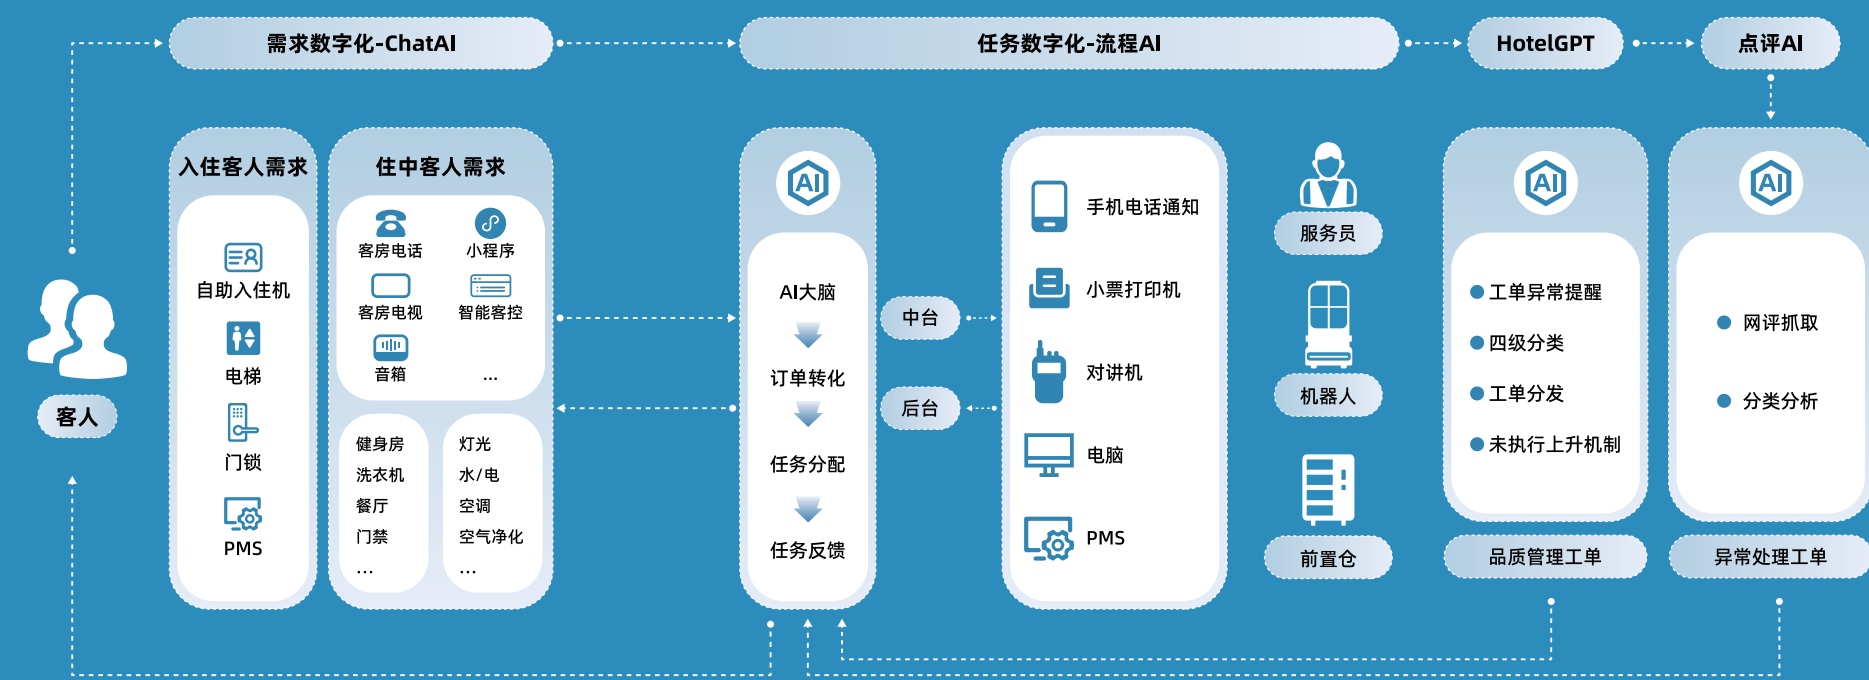 需求数字化-ChatAI
任务数字化-流程AI
HotelGPT
点评AI
客人
入住客人需求
自助入住机
电梯
门锁
PMS
住中客人需求
客房电话
小程序
客房电视
智能客控
音箱
...
健身房
洗衣机
餐厅
门禁
...
灯光
水/电
空调
空气净化
...
AI
AI大脑
订单转化
任务分配
任务反馈
中台
后台
手机电话通知
小票打印机
对讲机
电脑
PMS
服务员
机器人
前置仓
AI
工单异常提醒
四级分类
工单分发
未执行上升机制
品质管理工单
AI
网评抓取
分类分析
异常处理工单